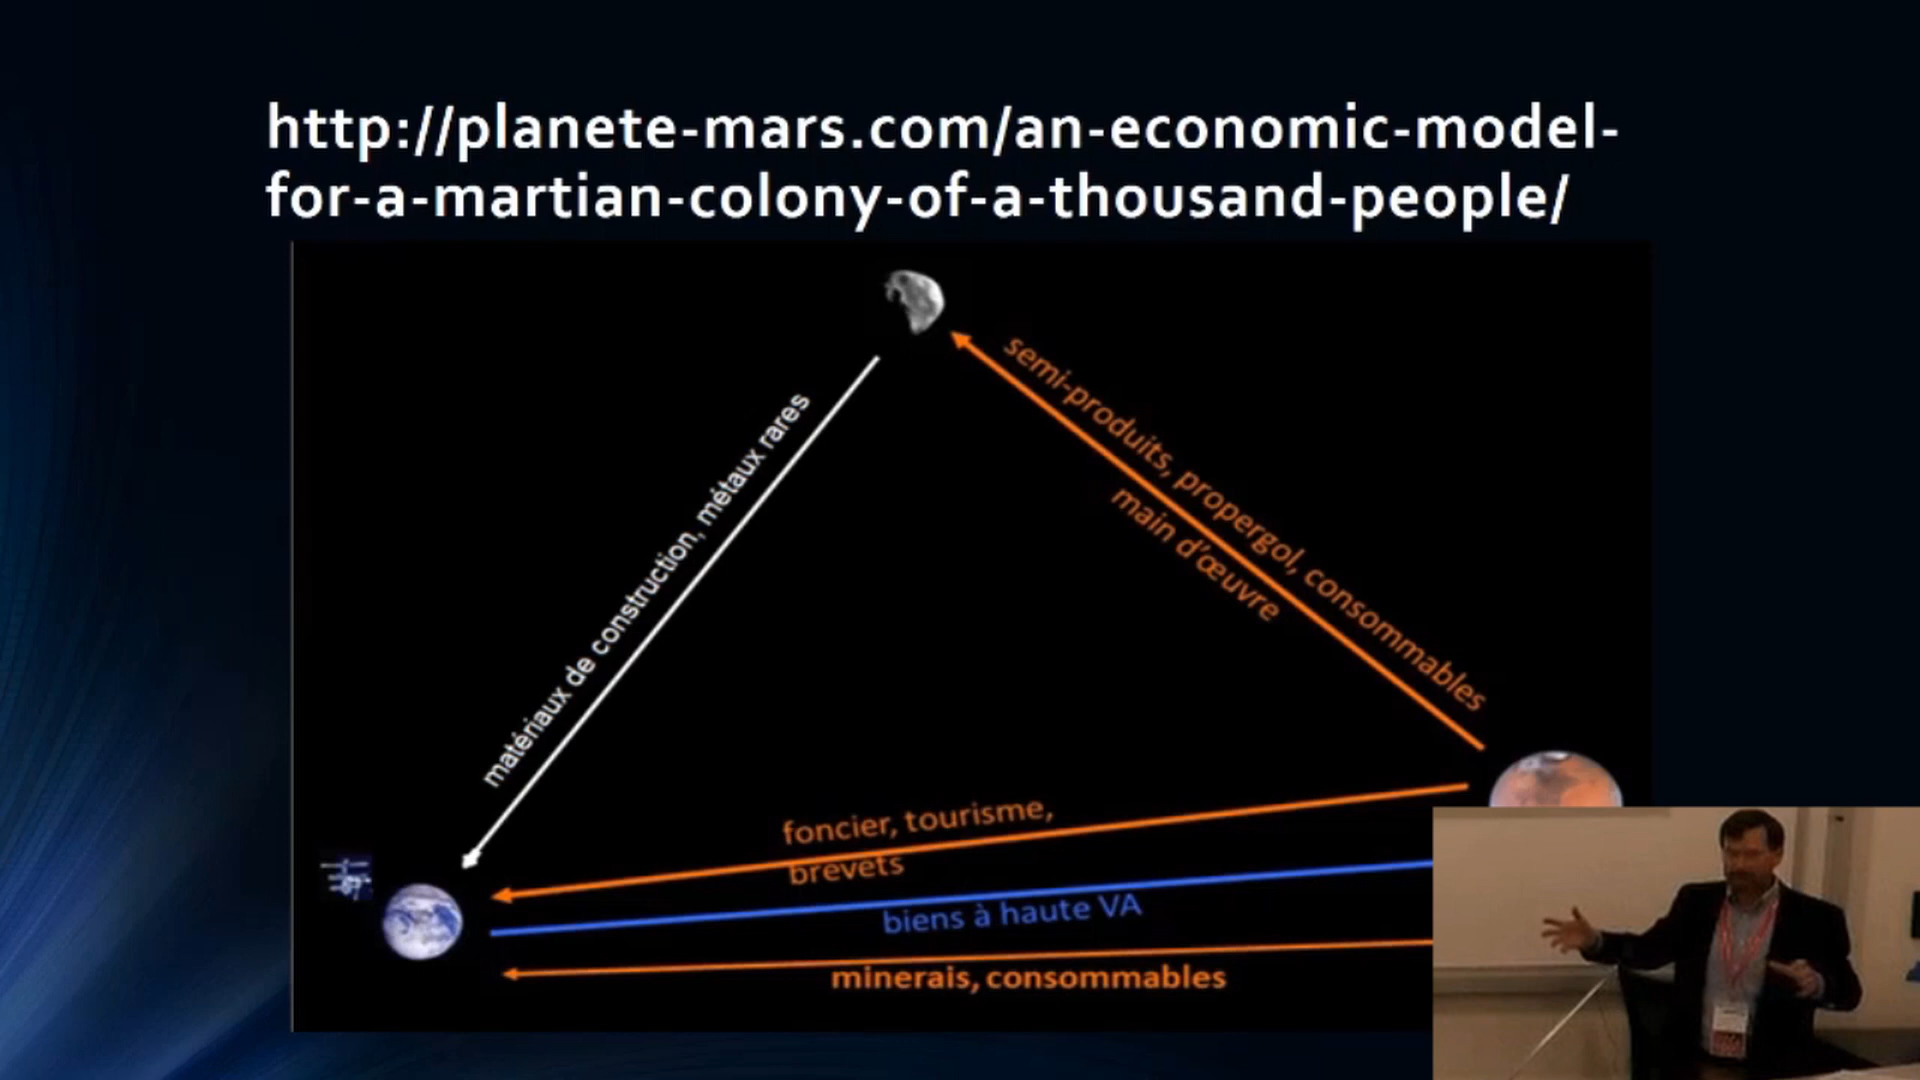 http://planete-mars.com/an-economic-model-
for-a-martian-colony-of-a-thousand-people/
semi-produits, propergol, consommables
main d'œuvre
matériaux de construction, métaux rares
foncier, tourisme,
brevets
biens à haute VA
minerais, consommables